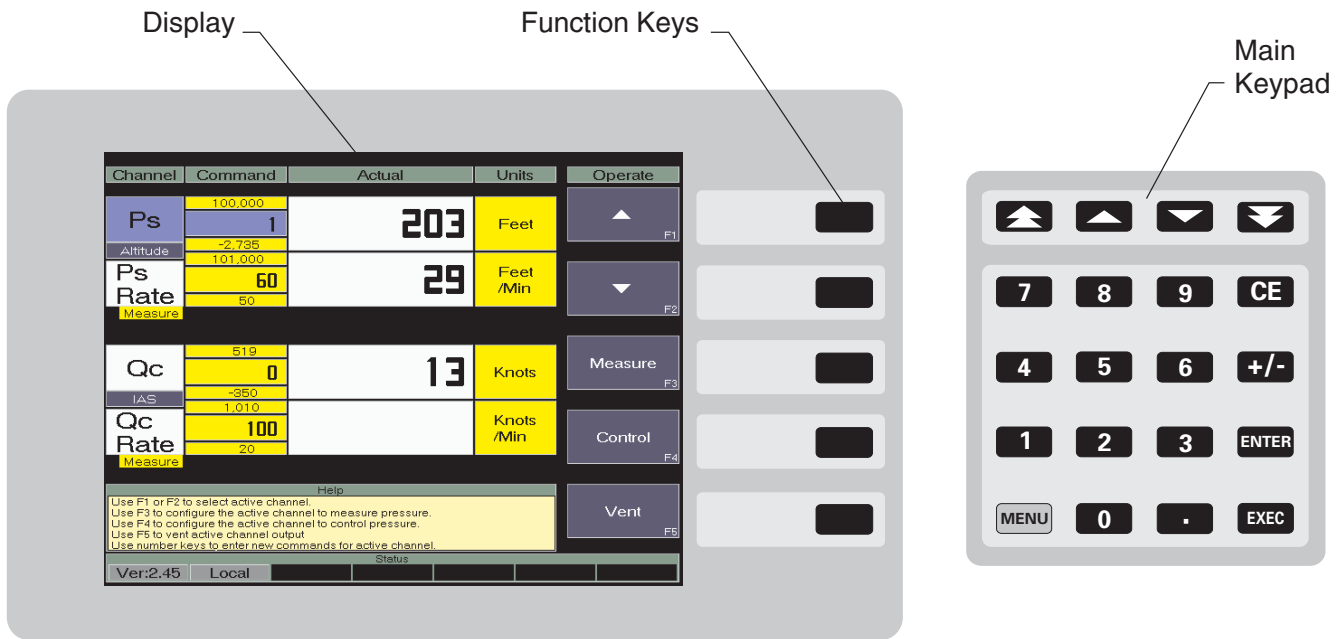 Display
Function Keys
Main
Keypad
Channel Command Actual Units Operate
Ps
Altitude
100,000
1
-2,735
203
Feet
F1
Ps
Rate
Measure
101,000
60
50
29
Feet
/Min
F2
Qc
IAS
519
0
-350
13
Knots
Measure
F3
Qc
Rate
Measure
1,010
100
20
Knots
/Min
Control
F4
Help
Use F1 or F2 to select active channel.
Use F3 to configure the active channel to measure pressure.
Use F4 to configure the active channel to control pressure.
Use F5 to vent active channel output
Use number keys to enter new commands for active channel.
Vent
F5
Status
Ver:2.45 Local
7 8 9 CE
4 5 6 +/-
1 2 3 ENTER
MENU 0 . EXEC